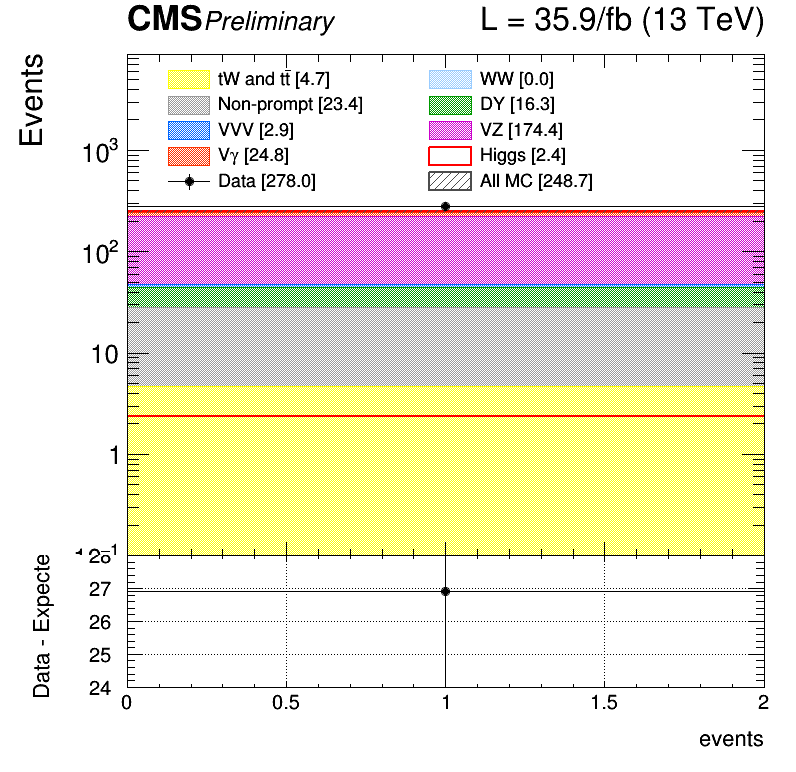 CMS Preliminary L = 35.9/fb (13 TeV)
Events
tW and tt̄ [4.7] WW [0.0]
Non-prompt [23.4] DY [16.3]
VVV [2.9] VZ [174.4]
Vγ [24.8] Higgs [2.4]
Data [278.0] All MC [248.7]
10³
10²
10
1
Data - Expecte
27
26
25
24
0 0.5 1 1.5 2
events